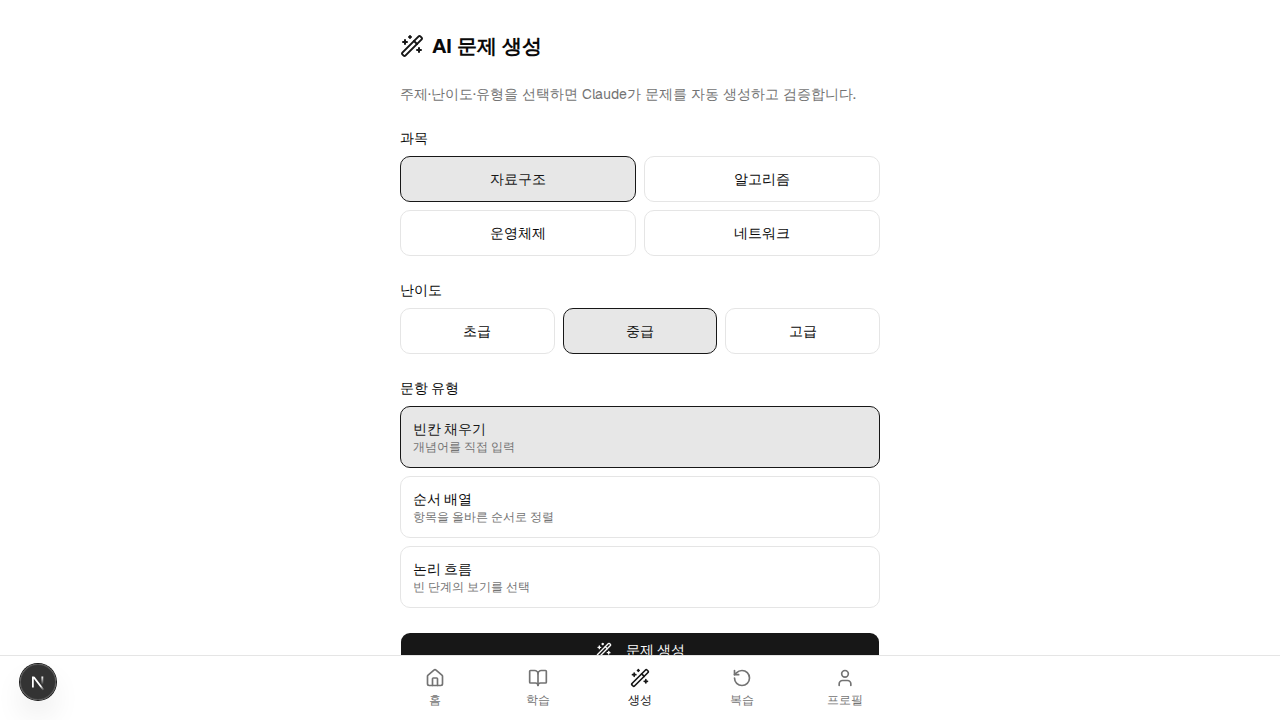 AI 문제 생성
주제·난이도·유형을 선택하면 Claude가 문제를 자동 생성하고 검증합니다.
과목
자료구조
알고리즘
운영체제
네트워크
난이도
초급
중급
고급
문항 유형
빈칸 채우기
개념어를 직접 입력
순서 배열
항목을 올바른 순서로 정렬
논리 흐름
빈 단계의 보기를 선택
문제 생성
N
홈
학습
생성
복습
프로필